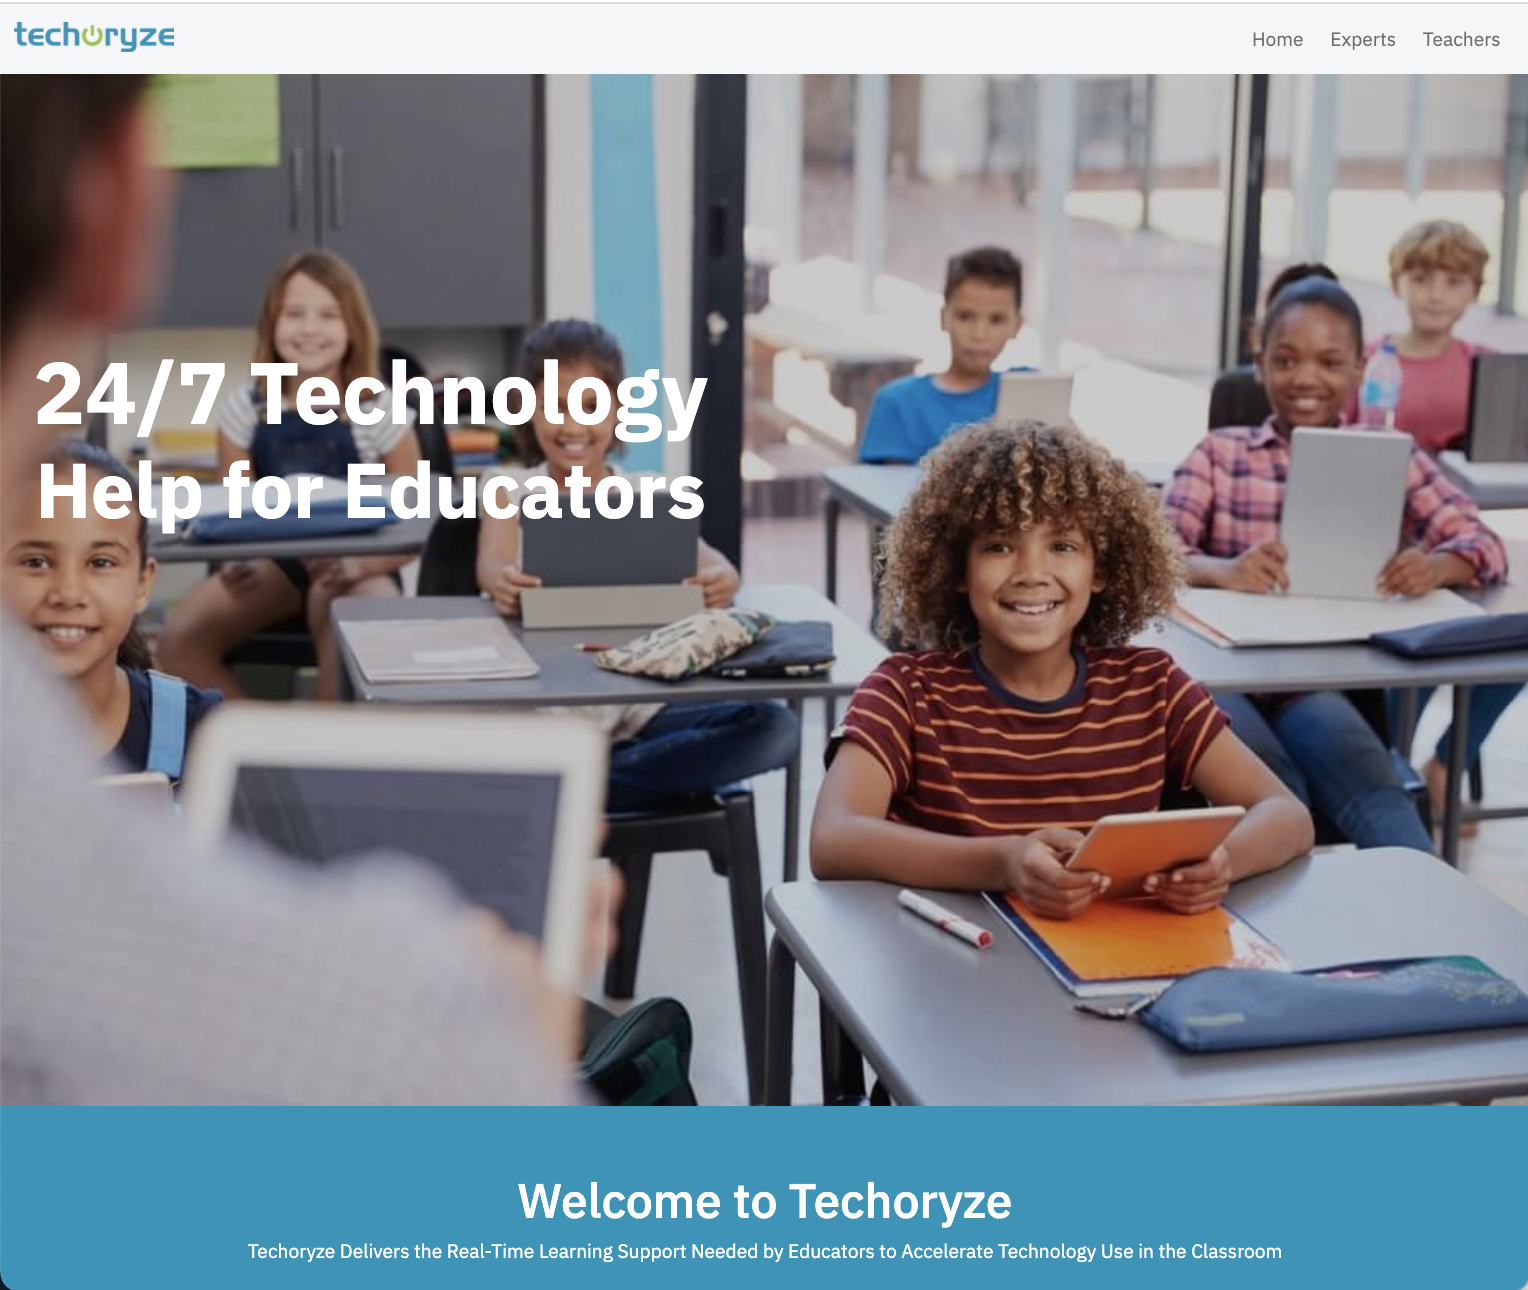 techoryze
Home Experts Teachers
24/7 Technology
Help for Educators
Welcome to Techoryze
Techoryze Delivers the Real-Time Learning Support Needed by Educators to Accelerate Technology Use in the Classroom